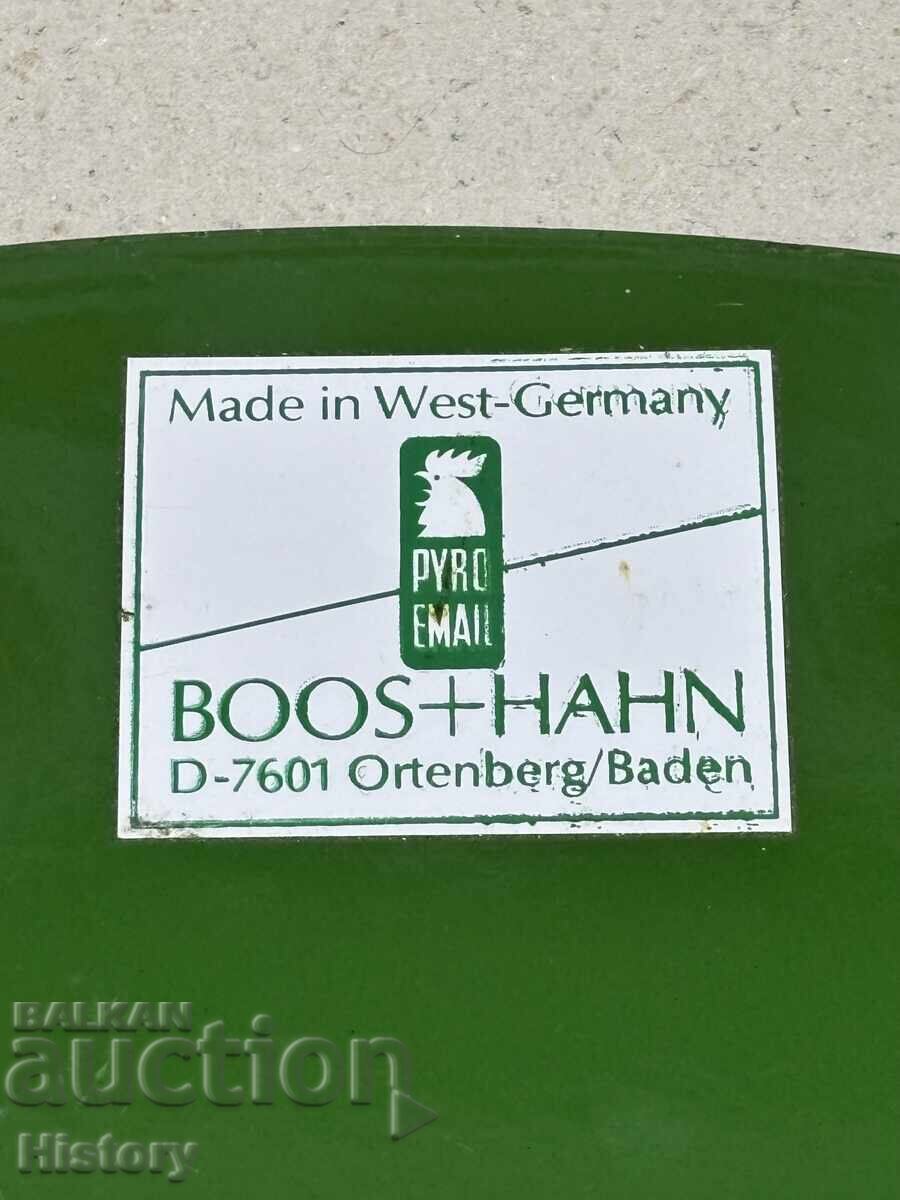 Made in West-Germany
PYRO
EMAIL
BOOS+HAHN
D-7601 Ortenberg/Baden
BALKAN
auction
History